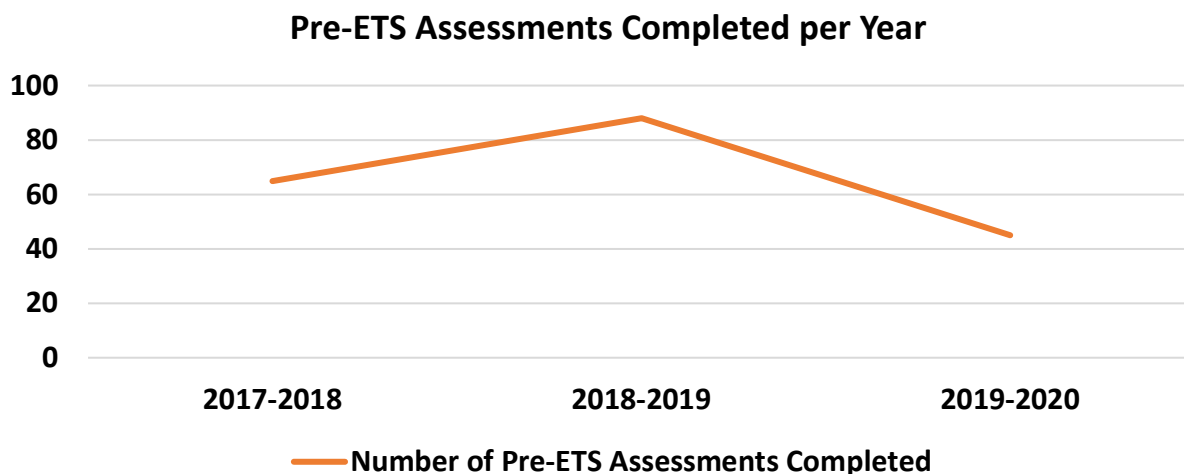 Pre-ETS Assessments Completed per Year
100
80
60
40
20
0
2017-2018 2018-2019 2019-2020
Number of Pre-ETS Assessments Completed